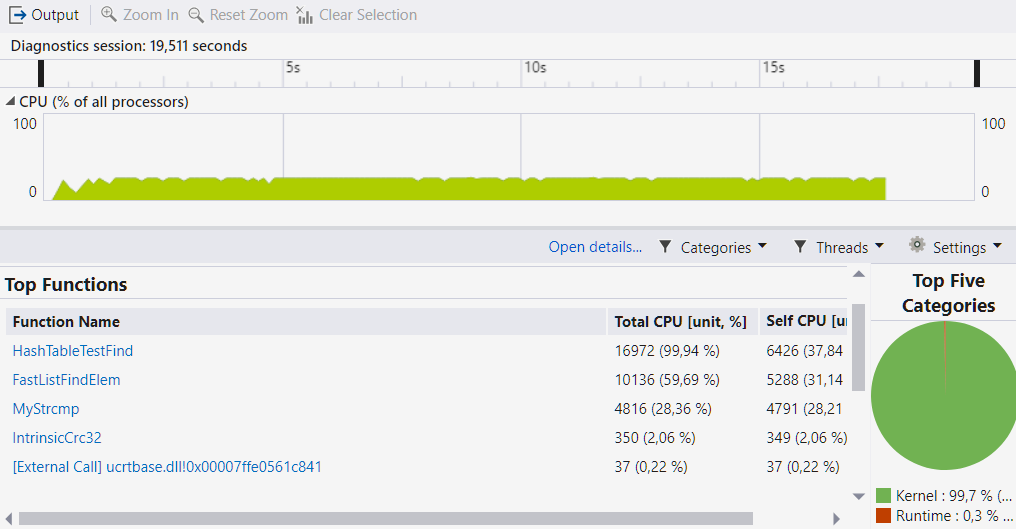 Output Zoom In Reset Zoom Clear Selection
Diagnostics session: 19,511 seconds
5s 10s 15s
CPU (% of all processors)
100 100
0 0
Open details... Categories Threads Settings
Top Functions
Function Name Total CPU [unit, %] Self CPU [u
HashTableTestFind 16972 (99,94 %) 6426 (37,84
FastListFindElem 10136 (59,69 %) 5288 (31,14
MyStrcmp 4816 (28,36 %) 4791 (28,21
IntrinsicCrc32 350 (2,06 %) 349 (2,06 %)
[External Call] ucrtbase.dll!0x00007ffe0561c841 37 (0,22 %) 37 (0,22 %)
Top Five
Categories
Kernel : 99,7 % (...
Runtime : 0,3 % ...